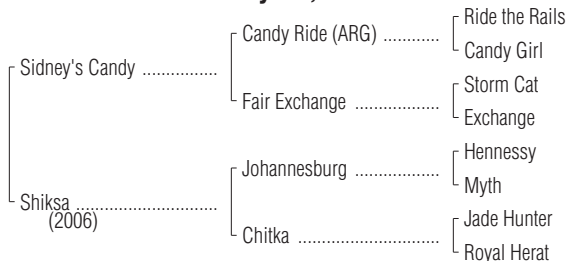 Ride the Rails
Candy Ride (ARG) ............
Candy Girl
Sidney's Candy ................
Storm Cat
Fair Exchange ..................
Exchange
Hennessy
Johannesburg ..................
Myth
Shiksa ..............................
(2006)
Jade Hunter
Chitka ..............................
Royal Herat